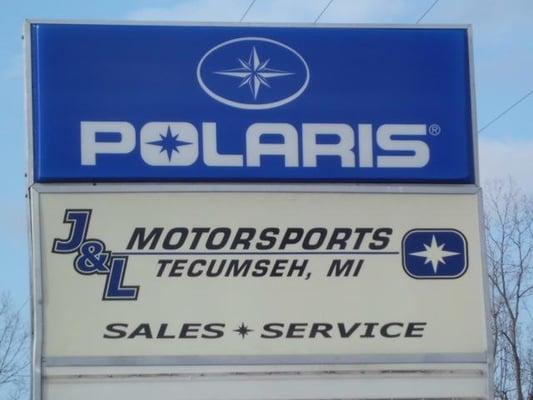 POLARIS®
J&L MOTORSPORTS
TECUMSEH, MI
SALES SERVICE